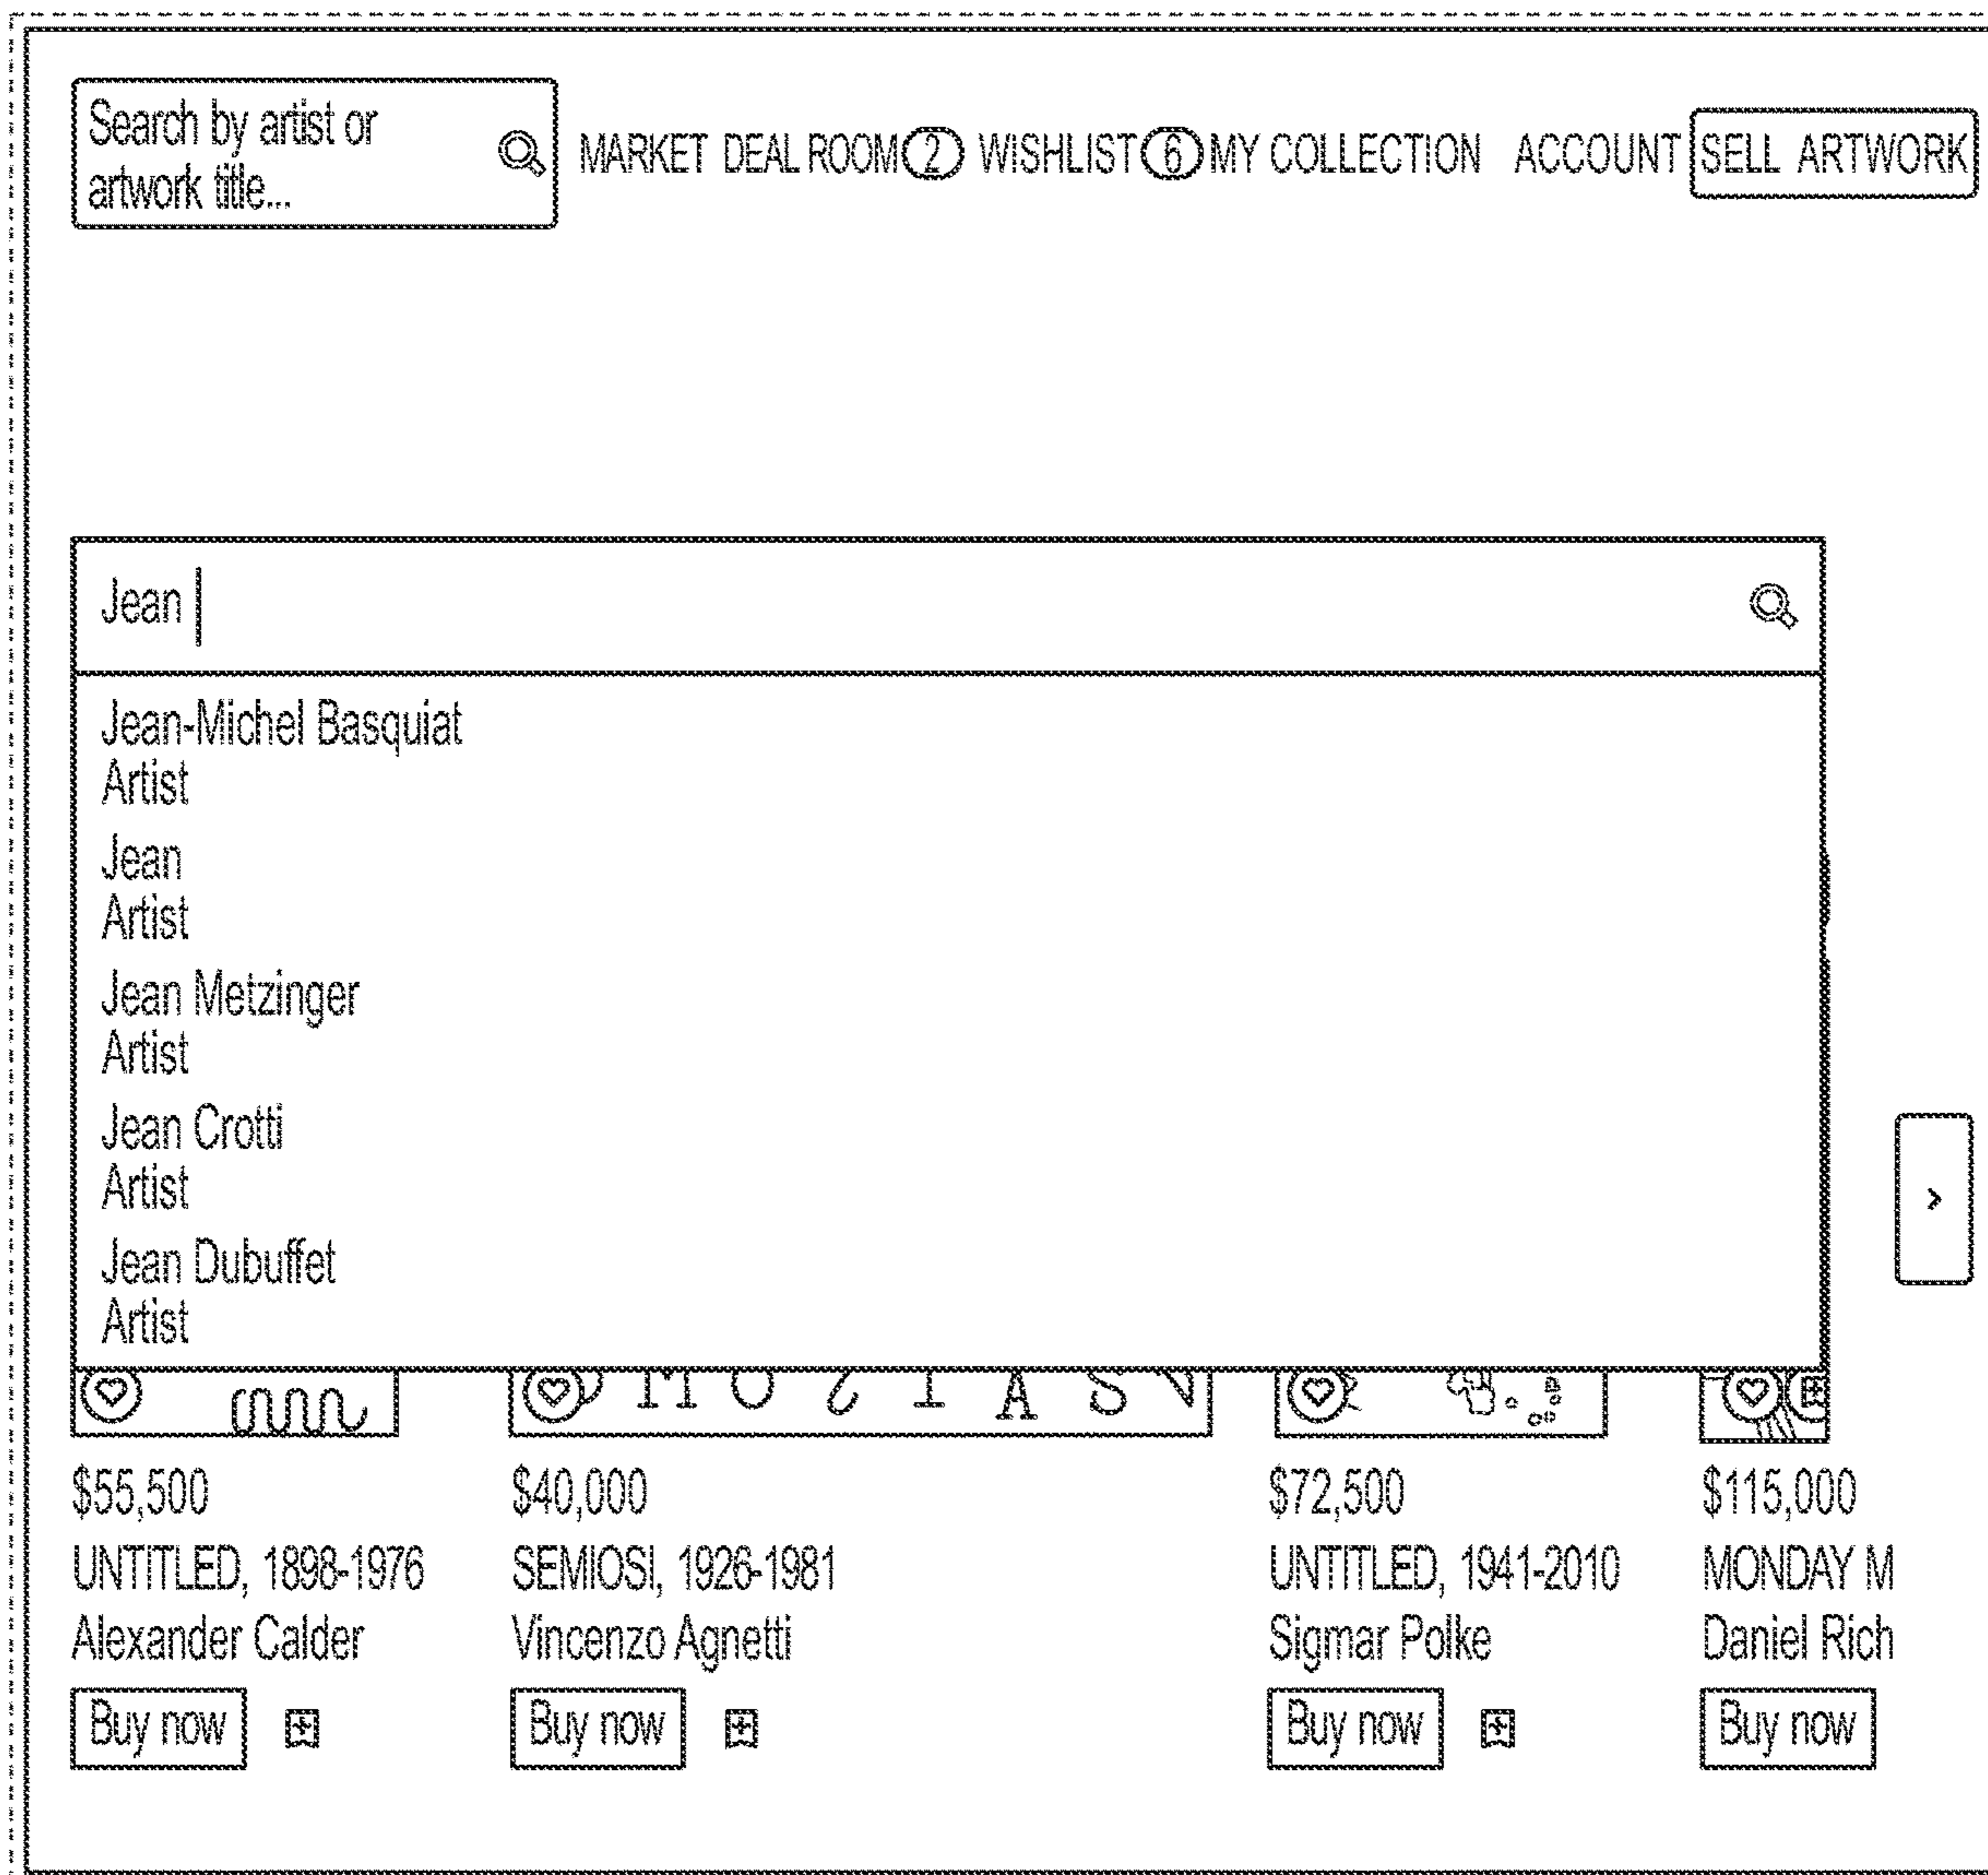 Search by artist or
artwork title...
MARKET DEAL ROOM 2 WISHLIST 6 MY COLLECTION ACCOUNT SELL ARTWORK
Jean
Jean-Michel Basquiat
Artist
Jean
Artist
Jean Metzinger
Artist
Jean Crotti
Artist
Jean Dubuffet
Artist
$55,500 $40,000 $72,500 $115,000
UNTITLED, 1898-1976 SEMIOSI, 1926-1981 UNTITLED, 1941-2010 MONDAY M
Alexander Calder Vincenzo Agnetti Sigmar Polke Daniel Rich
Buy now Buy now Buy now Buy now